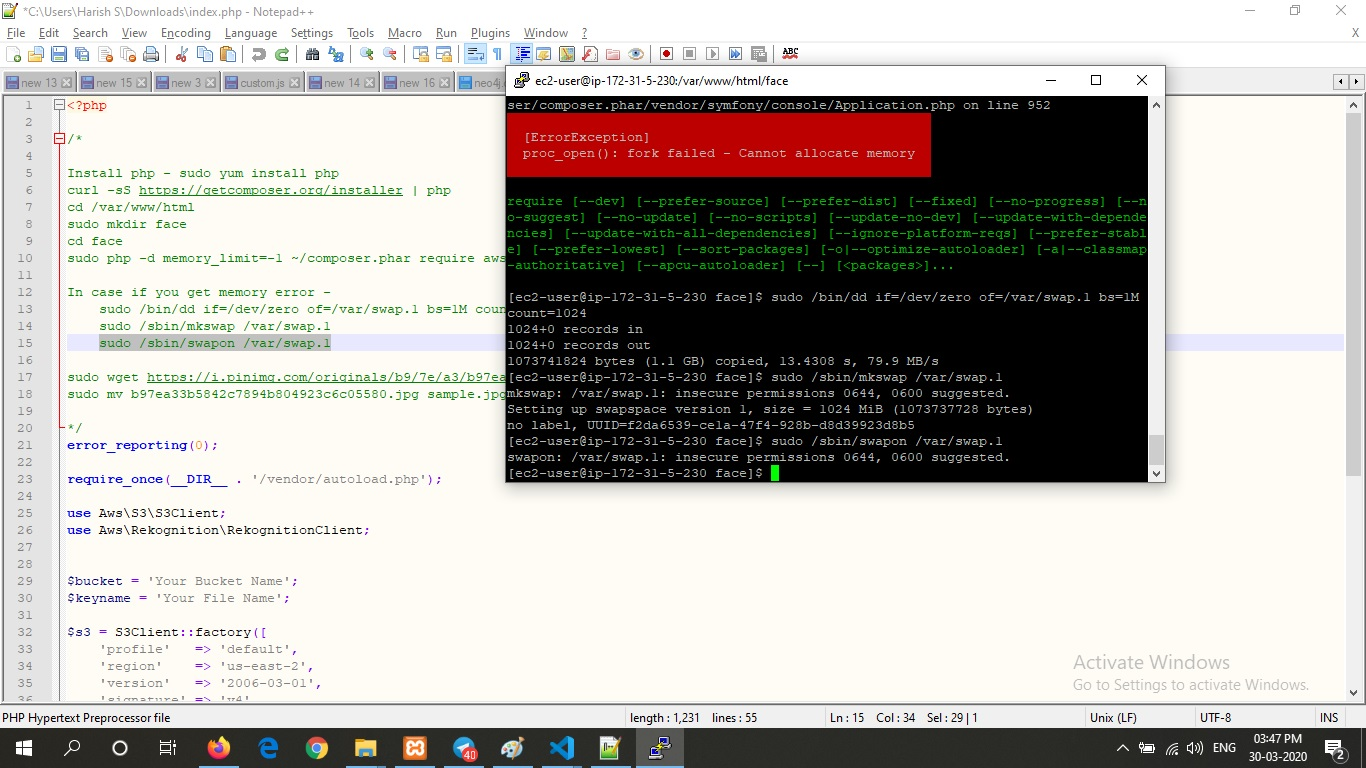 *C:\Users\Harish S\Downloads\index.php - Notepad++
File Edit Search View Encoding Language Settings Tools Macro Run Plugins Window ? X
new 13 new 15 new 3 custom.js new 14 new 16 neo4j.
1 <?php
2
3 /*
4
5 Install php - sudo yum install php
6 curl -sS https://getcomposer.org/installer | php
7 cd /var/www/html
8 sudo mkdir face
9 cd face
10 sudo php -d memory_limit=-1 ~/composer.phar require aws
11
12 In case if you get memory error -
13 sudo /bin/dd if=/dev/zero of=/var/swap.1 bs=1M coun
14 sudo /sbin/mkswap /var/swap.1
15 sudo /sbin/swapon /var/swap.1
16
17 sudo wget https://i.pinimg.com/originals/b9/7e/a3/b97ea
18 sudo mv b97ea33b5842c7894b804923c6c05580.jpg sample.jpg
19
20 */
21 error_reporting(0);
22
23 require_once(__DIR__ . '/vendor/autoload.php');
24
25 use Aws\S3\S3Client;
26 use Aws\Rekognition\RekognitionClient;
27
28
29 $bucket = 'Your Bucket Name';
30 $keyname = 'Your File Name';
31
32 $s3 = S3Client::factory([
33 'profile' => 'default',
34 'region' => 'us-east-2',
35 'version' => '2006-03-01',
36 'signature' => 'v4'
ec2-user@ip-172-31-5-230:/var/www/html/face
ser/composer.phar/vendor/symfony/console/Application.php on line 952
[ErrorException]
proc_open(): fork failed - Cannot allocate memory
require [--dev] [--prefer-source] [--prefer-dist] [--fixed] [--no-progress] [--n
o-suggest] [--no-update] [--no-scripts] [--update-no-dev] [--update-with-depende
ncies] [--update-with-all-dependencies] [--ignore-platform-reqs] [--prefer-stabl
e] [--prefer-lowest] [--sort-packages] [-o|--optimize-autoloader] [-a|--classmap
-authoritative] [--apcu-autoloader] [--] [<packages>]...
[ec2-user@ip-172-31-5-230 face]$ sudo /bin/dd if=/dev/zero of=/var/swap.1 bs=1M
count=1024
1024+0 records in
1024+0 records out
1073741824 bytes (1.1 GB) copied, 13.4308 s, 79.9 MB/s
[ec2-user@ip-172-31-5-230 face]$ sudo /sbin/mkswap /var/swap.1
mkswap: /var/swap.1: insecure permissions 0644, 0600 suggested.
Setting up swapspace version 1, size = 1024 MiB (1073737728 bytes)
no label, UUID=f2da6539-ce1a-47f4-928b-d8d39923d8b5
[ec2-user@ip-172-31-5-230 face]$ sudo /sbin/swapon /var/swap.1
swapon: /var/swap.1: insecure permissions 0644, 0600 suggested.
[ec2-user@ip-172-31-5-230 face]$
Activate Windows
Go to Settings to activate Windows.
PHP Hypertext Preprocessor file length : 1,231 lines : 55 Ln : 15 Col : 34 Sel : 29 | 1 Unix (LF) UTF-8 INS
40 ENG 03:47 PM
30-03-2020 2